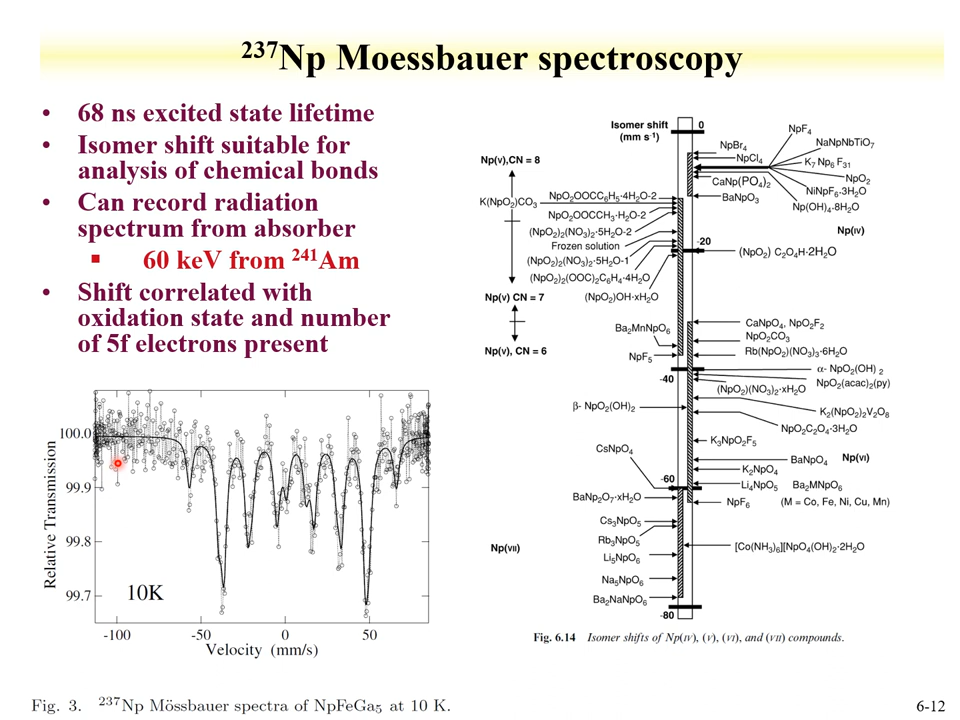 ²³⁷Np Moessbauer spectroscopy
• 68 ns excited state lifetime
• Isomer shift suitable for
analysis of chemical bonds
• Can record radiation
spectrum from absorber
▪ 60 keV from ²⁴¹Am
• Shift correlated with
oxidation state and number
of 5f electrons present
Relative Transmission
100.0
99.9
99.8
99.7
10K
-100 -50 0 50
Velocity (mm/s)
Fig. 3. ²³⁷Np Mössbauer spectra of NpFeGa₅ at 10 K.
Isomer shift
(mm s⁻¹)
0
-20
-40
-60
-80
Np(V),CN = 8
K(NpO₂)CO₃
Np(V) CN = 7
Np(V), CN = 6
Np(VII)
NpO₂OOCC₆H₅·4H₂O-2
NpO₂OOCCH₃·H₂O-2
(NpO₂)₂(NO₃)₂·5H₂O-2
Frozen solution
(NpO₂)₂(NO₃)₂·5H₂O-1
(NpO₂)₂(OOC)₂C₆H₄·4H₂O
(NpO₂)OH·xH₂O
Ba₂MnNpO₆
NpF₅
β- NpO₂(OH)₂
CsNpO₄
BaNp₂O₇·xH₂O
Cs₃NpO₅
Rb₃NpO₅
Li₅NpO₆
Na₅NpO₆
Ba₂NaNpO₆
NpBr₄
NpCl₄
CaNp(PO₄)₂
BaNpO₃
NpF₄
NaNpNbTiO₇
K₇ Np₆ F₃₁
NpO₂
NiNpF₆·3H₂O
Np(OH)₄·8H₂O
Np(IV)
(NpO₂) C₂O₄H·2H₂O
CaNpO₄, NpO₂F₂
NpO₂CO₃
Rb(NpO₂)(NO₃)₃·6H₂O
α- NpO₂(OH) ₂
NpO₂(acac)₂(py)
(NpO₂)(NO₃)₂·xH₂O
K₂(NpO₂)₂V₂O₈
NpO₂C₂O₄·3H₂O
K₃NpO₂F₅
BaNpO₄ Np(VI)
K₂NpO₄
Li₄NpO₅ Ba₂MNpO₆
NpF₆ (M = Co, Fe, Ni, Cu, Mn)
[Co(NH₃)₆][NpO₄(OH)₂·2H₂O
Fig. 6.14 Isomer shifts of Np(IV), (V), (VI), and (VII) compounds.
6-12